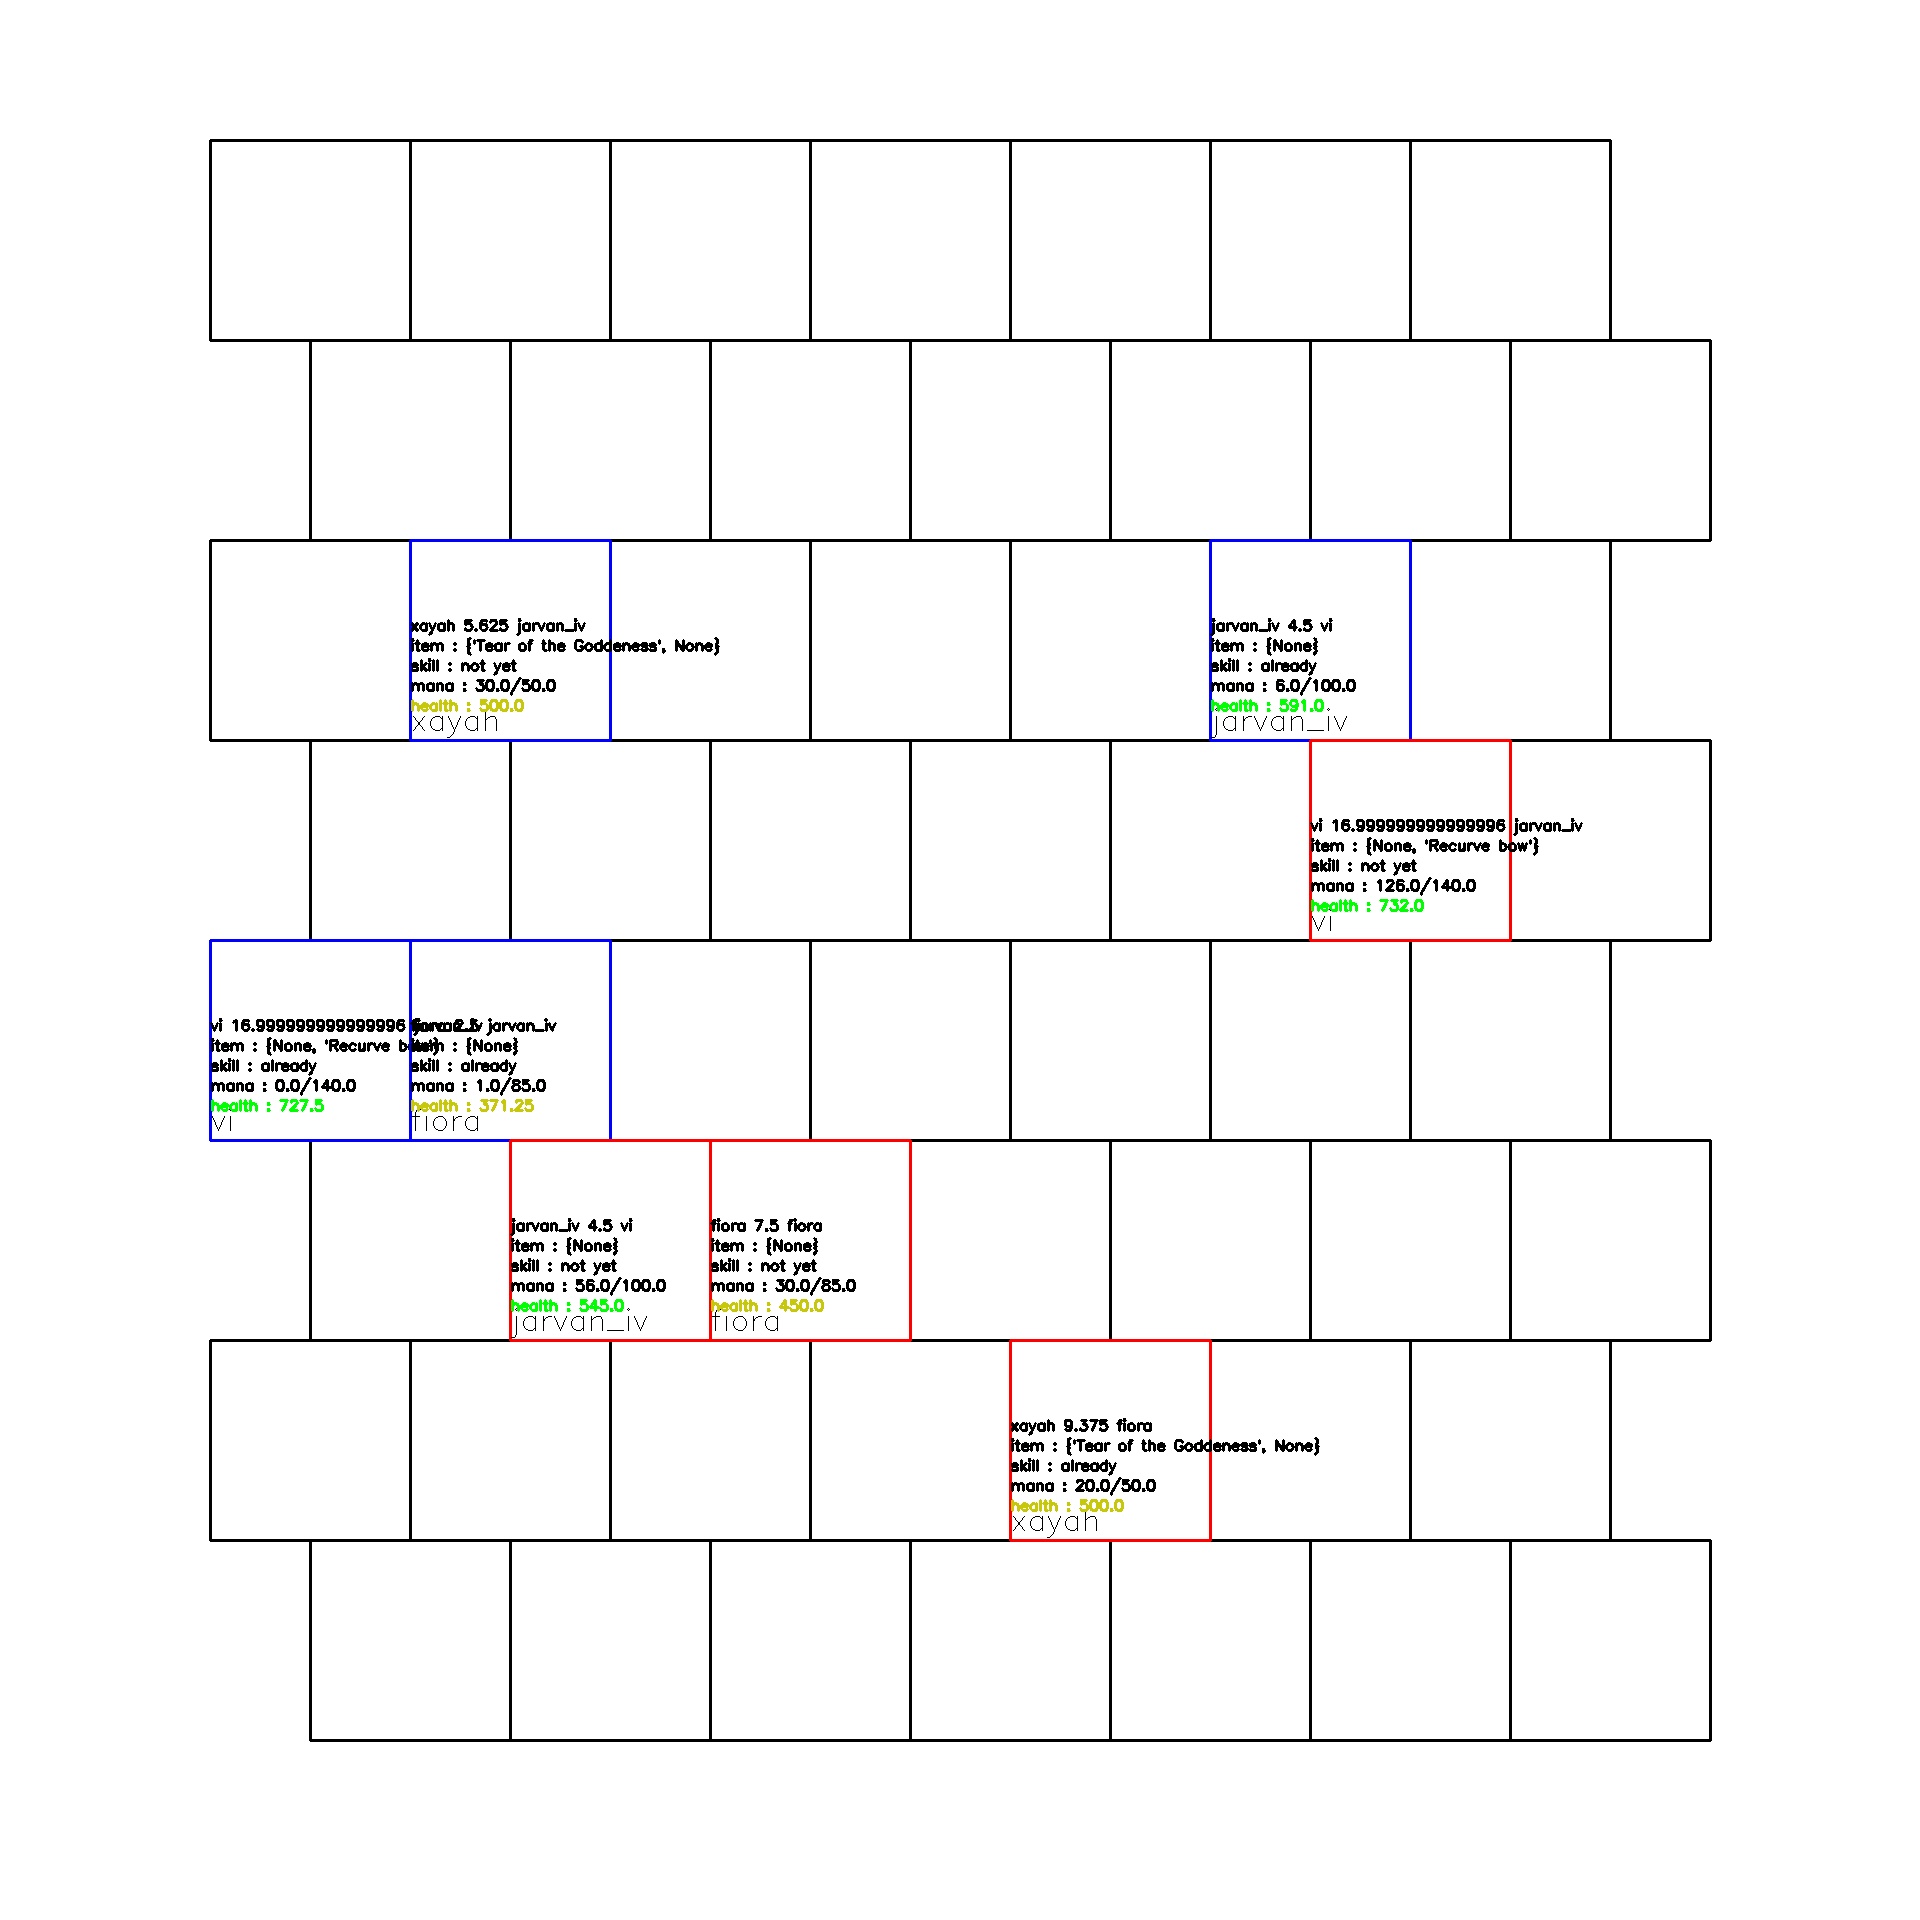 xayah 5.625 jarvan_iv
item : {'Tear of the Goddeness', None}
skill : not yet
mana : 30.0/50.0
health : 500.0
xayah
jarvan_iv 4.5 vi
item : {None}
skill : already
mana : 6.0/100.0
health : 591.0
jarvan_iv
vi 16.999999999999996 jarvan_iv
item : {None, 'Recurve bow'}
skill : not yet
mana : 126.0/140.0
health : 732.0
vi
vi 16.999999999999996
item : {None, 'Recurve
skill : already
mana : 0.0/140.0
health : 727.5
vi
jarvan_iv
: {None}
skill : already
mana : 1.0/85.0
health : 371.25
fiora
jarvan_iv 4.5 vi
item : {None}
skill : not yet
mana : 56.0/100.0
health : 545.0
jarvan_iv
fiora 7.5 fiora
item : {None}
skill : not yet
mana : 30.0/85.0
health : 450.0
fiora
xayah 9.375 fiora
item : {'Tear of the Goddeness', None}
skill : already
mana : 20.0/50.0
health : 500.0
xayah